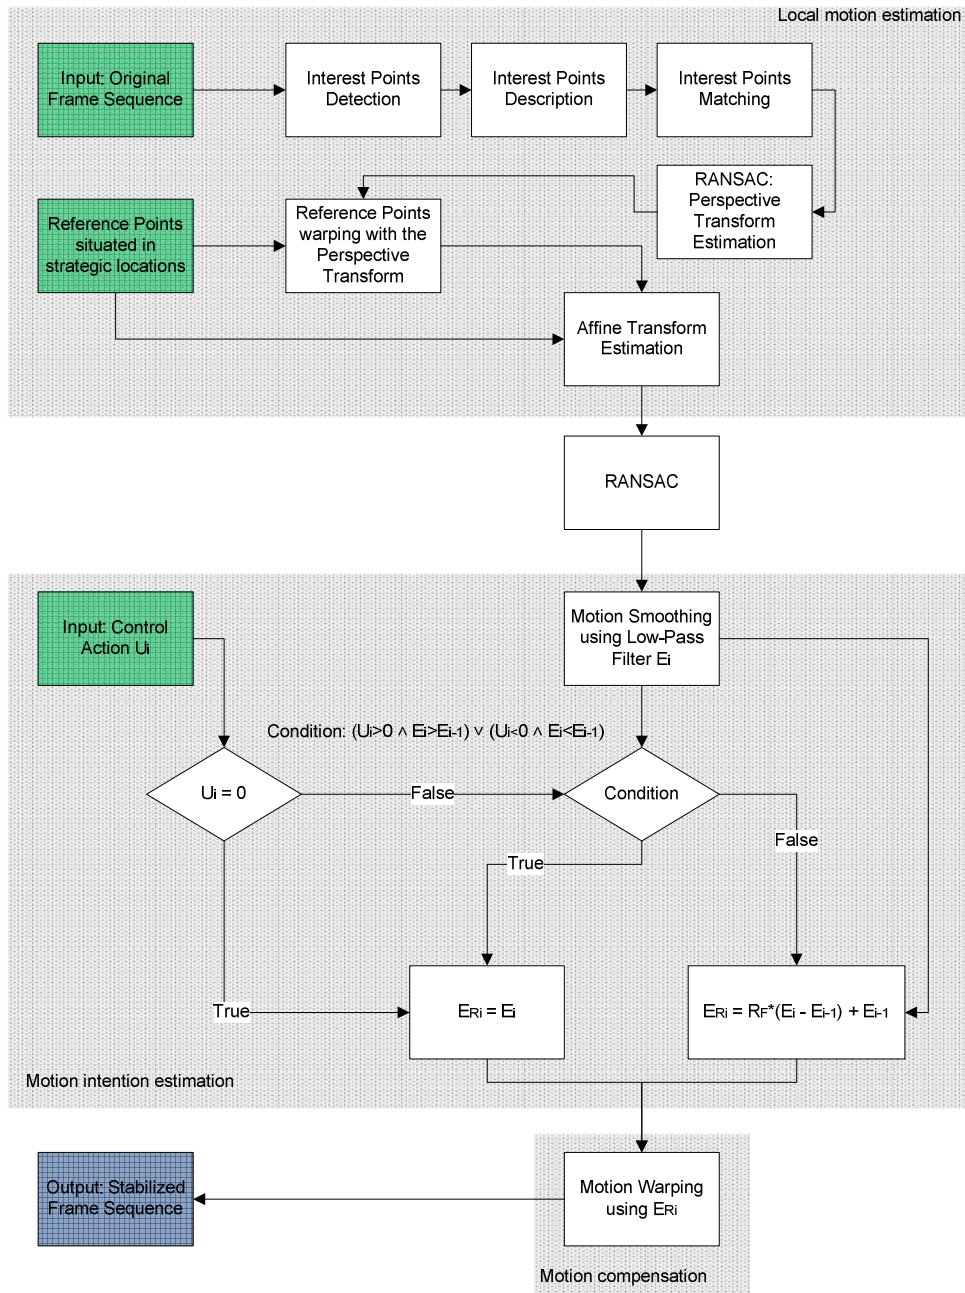 Local motion estimation
Input: Original
Frame Sequence
Interest Points
Detection
Interest Points
Description
Interest Points
Matching
RANSAC:
Perspective
Transform
Estimation
Reference Points
situated in
strategic locations
Reference Points
warping with the
Perspective
Transform
Affine Transform
Estimation
RANSAC
Input: Control
Action Ui
Motion Smoothing
using Low-Pass
Filter Ei
Condition: (Ui>0 ∧ Ei>Ei-1) ∨ (Ui<0 ∧ Ei<Ei-1)
Ui = 0
False
Condition
False
True
True
ERi = Ei
ERi = RF*(Ei - Ei-1) + Ei-1
Motion intention estimation
Output: Stabilized
Frame Sequence
Motion Warping
using ERi
Motion compensation